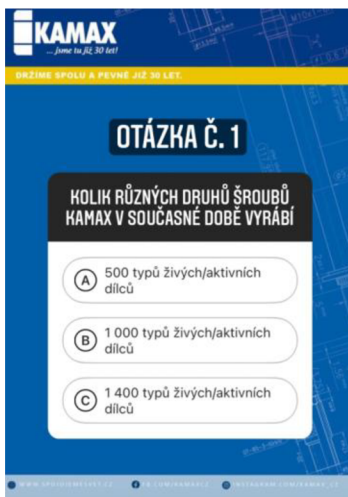 KAMAX
... jsme tu již 30 let!
DRŽÍME SPOLU A PEVNĚ JIŽ 30 LET.
OTÁZKA Č. 1
KOLIK RŮZNÝCH DRUHŮ ŠROUBŮ
KAMAX V SOUČASNÉ DOBĚ VYRÁBÍ
A
500 typů živých/aktivních
dílců
B
1 000 typů živých/aktivních
dílců
C
1 400 typů živých/aktivních
dílců